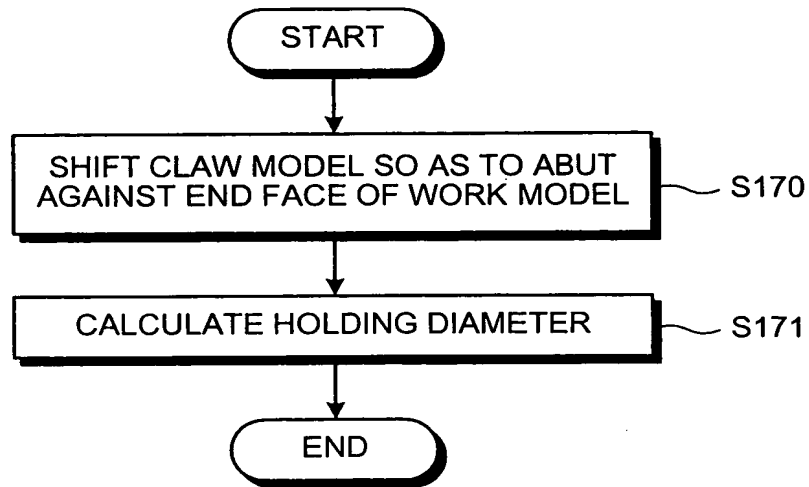 START
SHIFT CLAW MODEL SO AS TO ABUT
AGAINST END FACE OF WORK MODEL
S170
CALCULATE HOLDING DIAMETER
S171
END